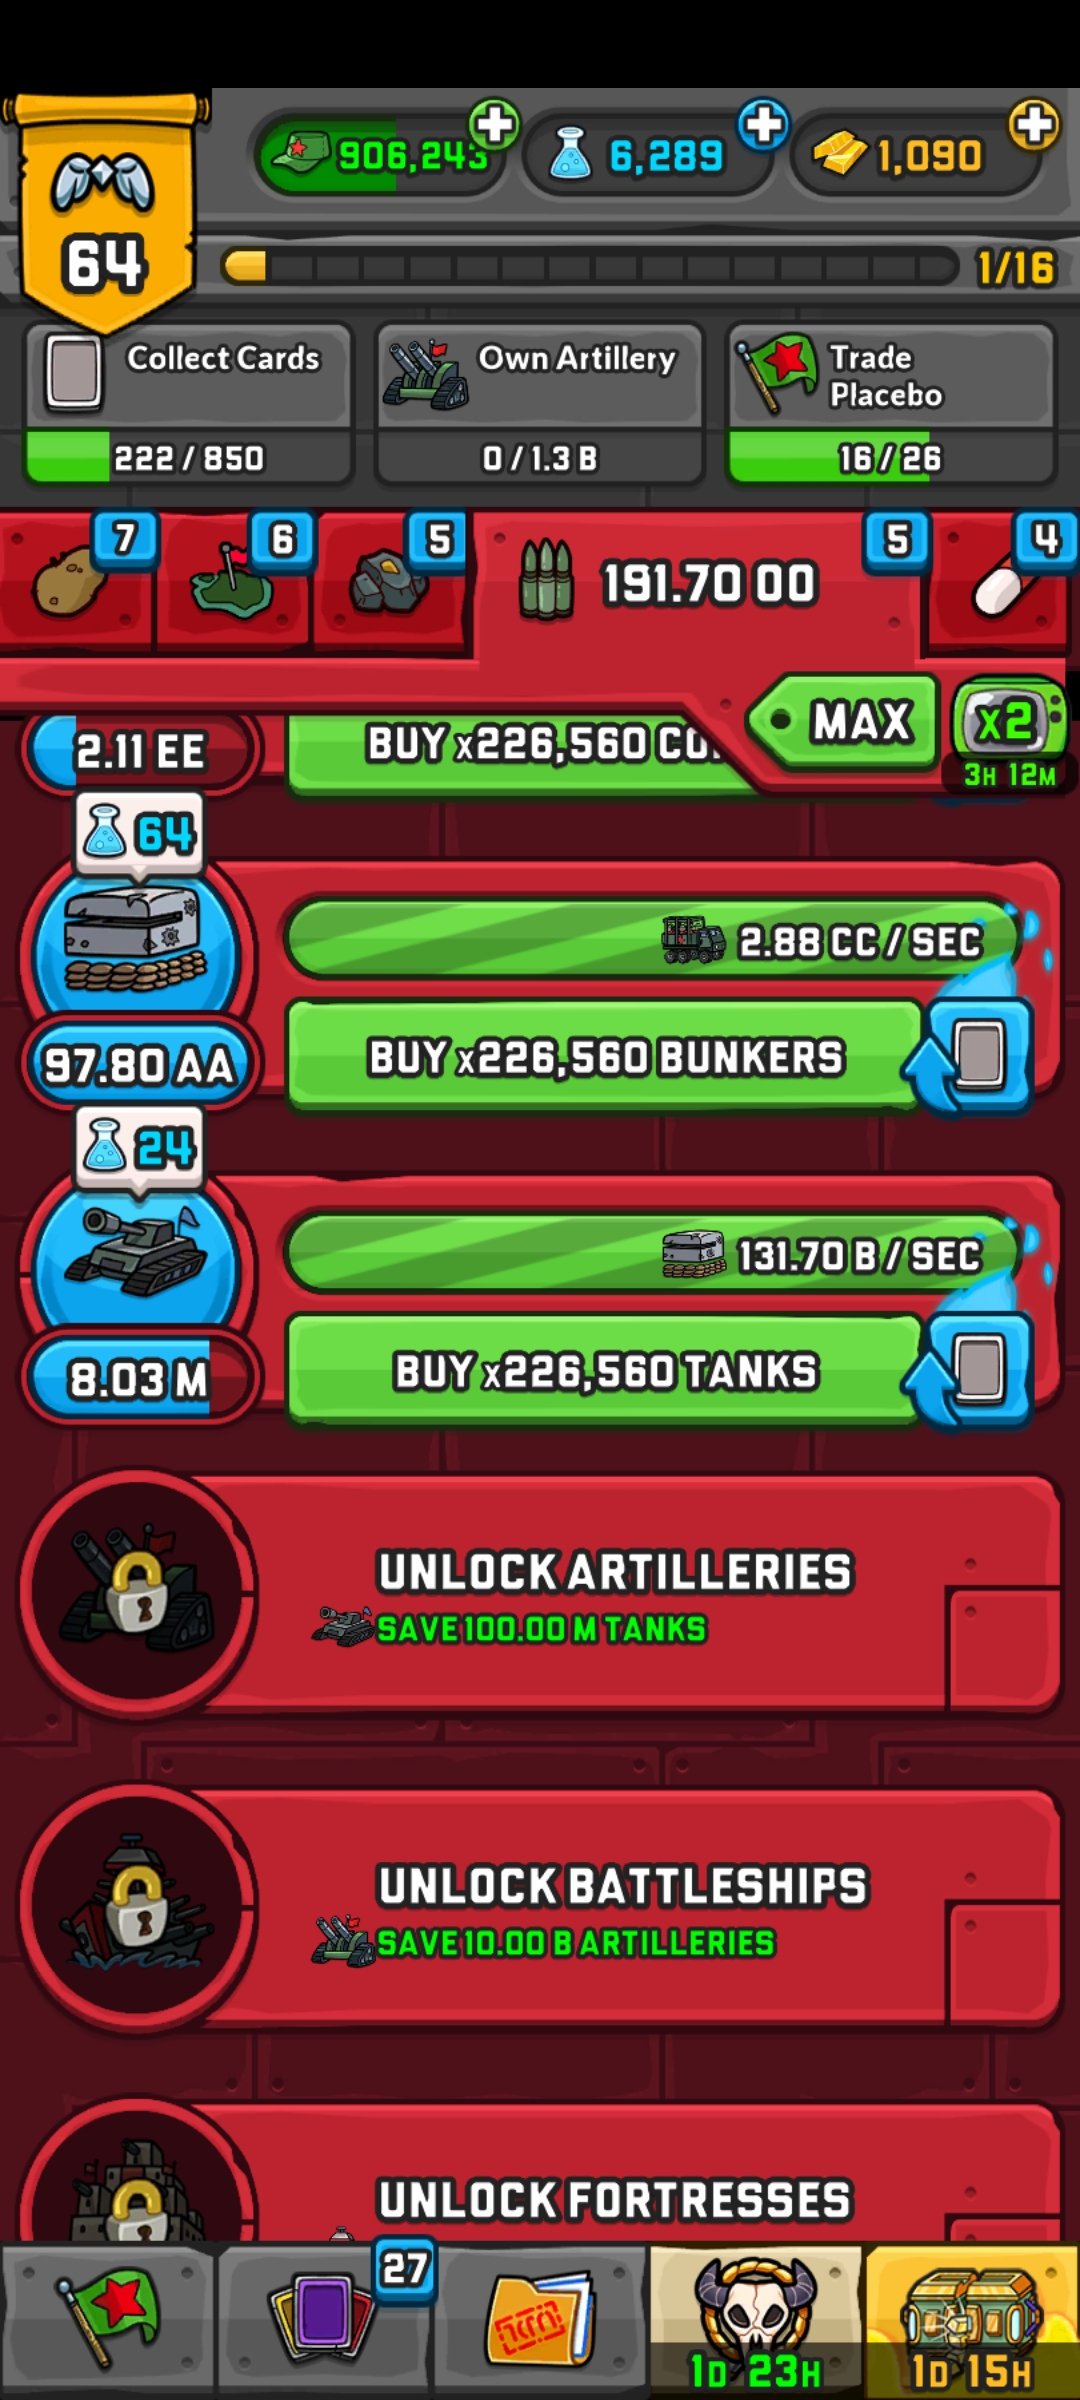 906,243
6,289
1,090
64
1/16
Collect Cards
222 / 850
Own Artillery
0 / 1.3 B
Trade
Placebo
16 / 26
7
6
5
191.70 OO
5
4
MAX
x2
3H 12M
2.11 EE
BUY x226,560 CO
64
2.88 CC / SEC
97.80 AA
BUY x226,560 BUNKERS
24
131.70 B / SEC
8.03 M
BUY x226,560 TANKS
UNLOCK ARTILLERIES
SAVE 100.00 M TANKS
UNLOCK BATTLESHIPS
SAVE 10.00 B ARTILLERIES
UNLOCK FORTRESSES
27
1D 23H
1D 15H